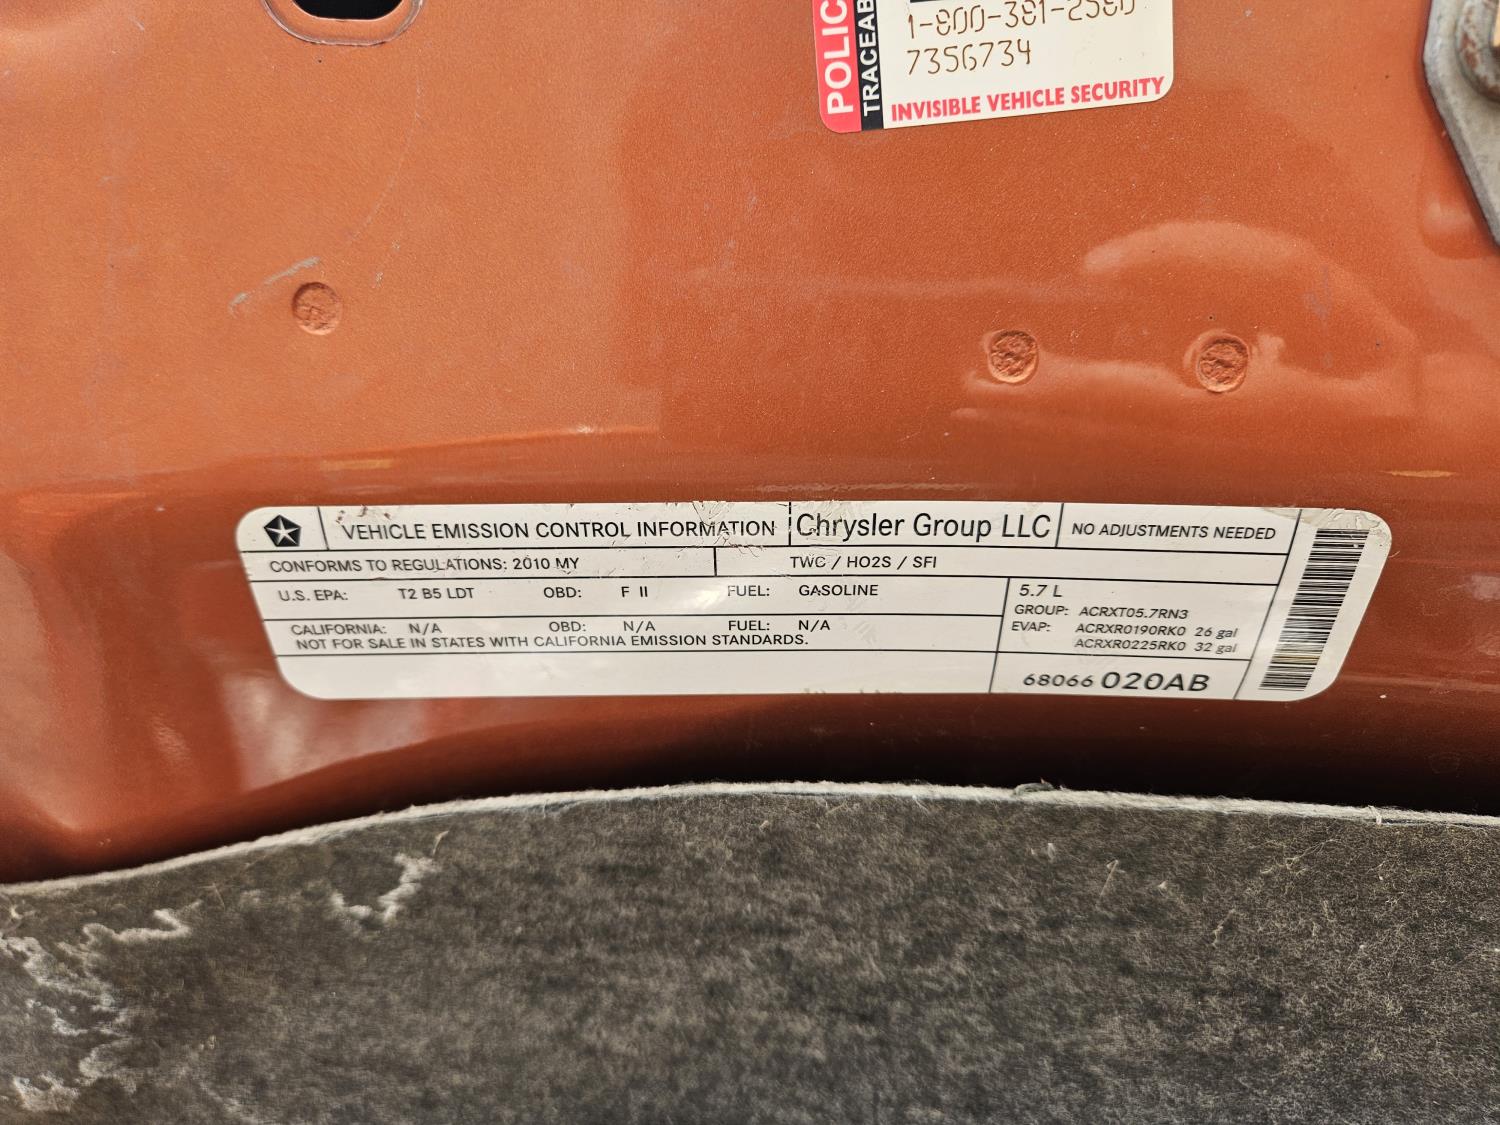 POLIC
TRACEAB
1-800-381-2580
7356734
INVISIBLE VEHICLE SECURITY
VEHICLE EMISSION CONTROL INFORMATION Chrysler Group LLC NO ADJUSTMENTS NEEDED
CONFORMS TO REGULATIONS: 2010 MY TWC / HO2S / SFI
U.S. EPA: T2 B5 LDT OBD: F II FUEL: GASOLINE 5.7 L
GROUP: ACRXT05.7RN3
CALIFORNIA: N/A OBD: N/A FUEL: N/A EVAP: ACRXR0190RK0 26 gal
NOT FOR SALE IN STATES WITH CALIFORNIA EMISSION STANDARDS. ACRXR0225RK0 32 gal
68066 020AB